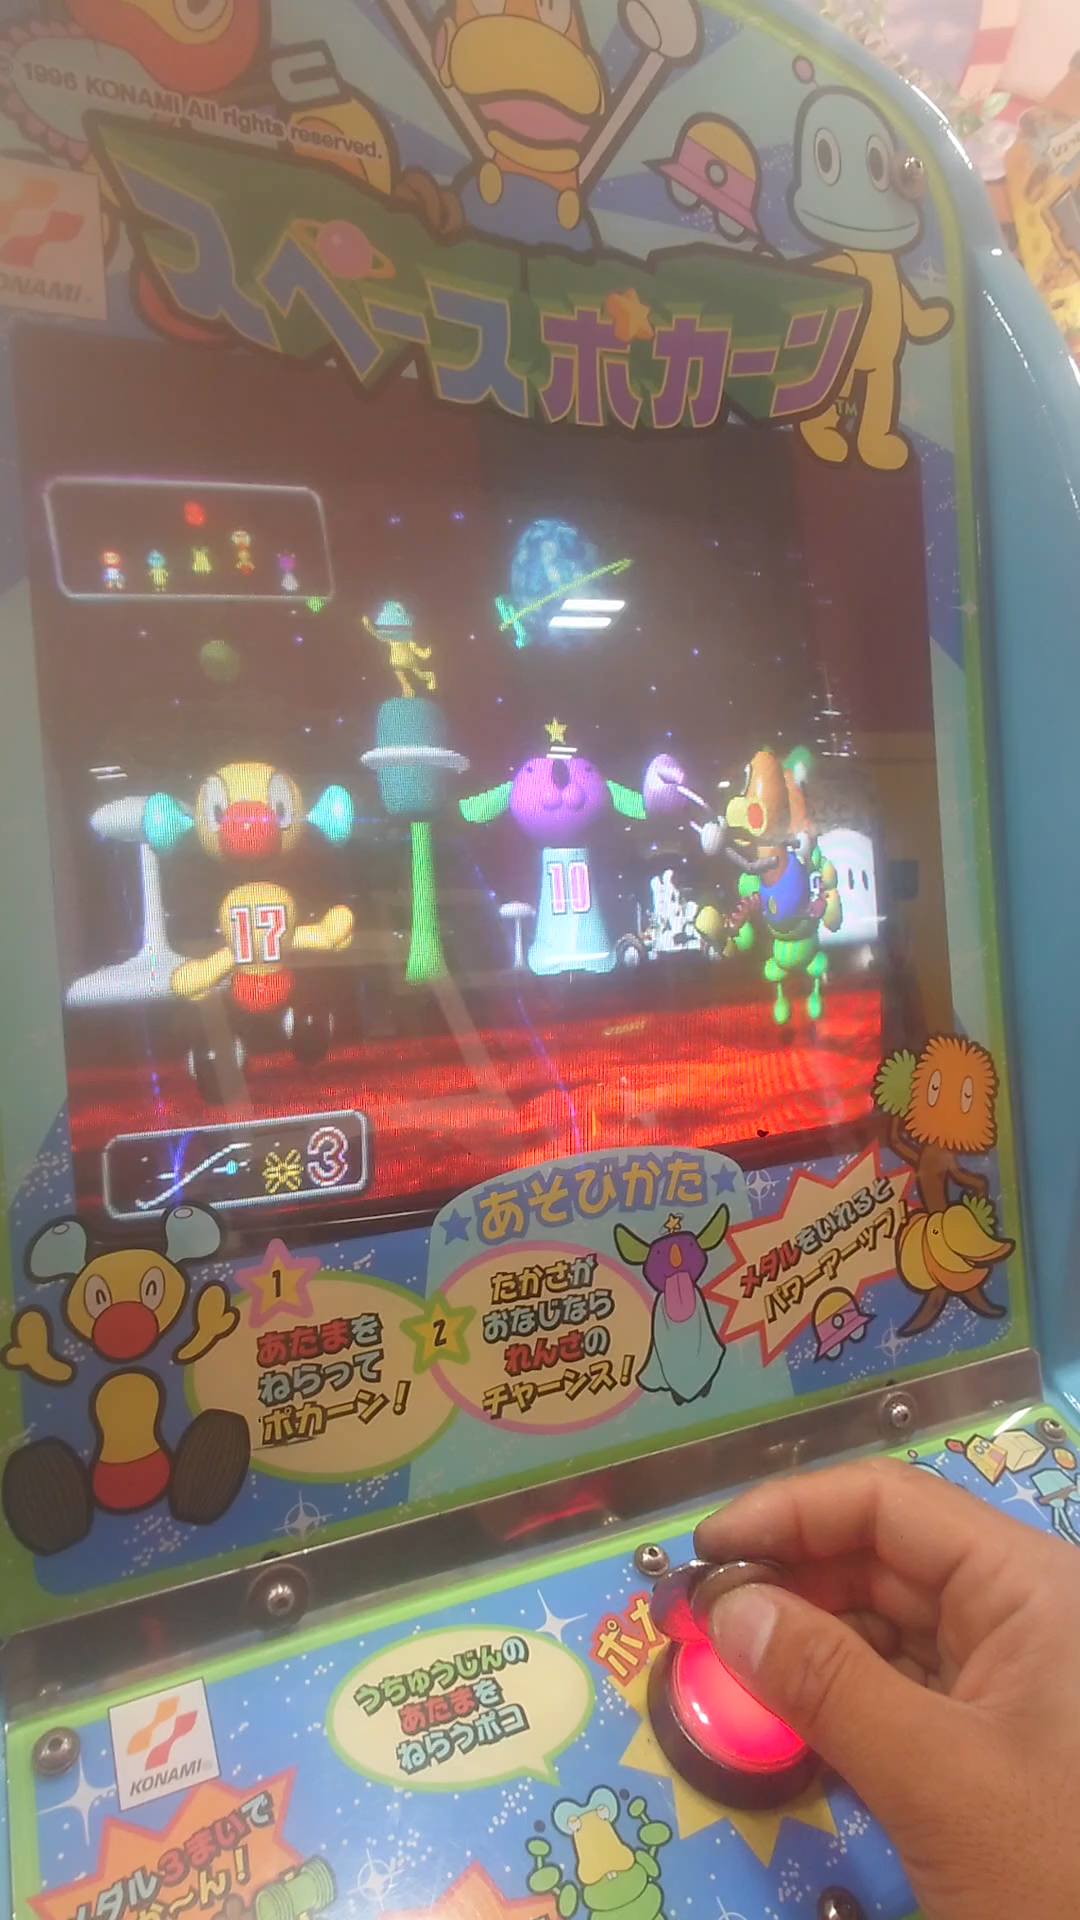 1996 KONAMI All rights reserved.
KONAMI
スペースポカーン
TM
17
10
3
あそびかた
1
あたまを
ねらって
ポカーン!
2
たかさが
おなじなら
れんさの
チャーンス!
メダルをいれると
パワーアーップ!
うちゅうじんの
あたまを
ねらうポコ
KONAMI
メダル3まいで